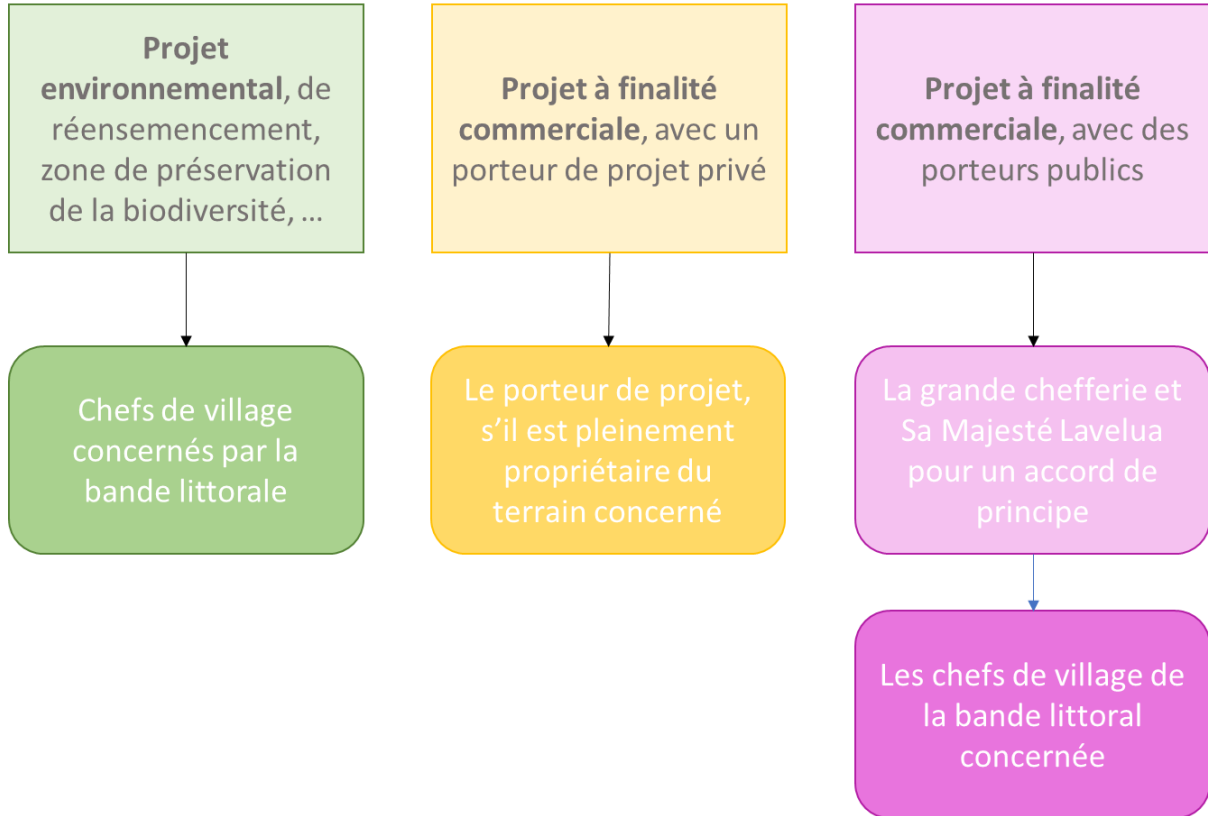 Projet
environnemental, de
réensemencement,
zone de préservation
de la biodiversité, …
Projet à finalité
commerciale, avec un
porteur de projet privé
Projet à finalité
commerciale, avec des
porteurs publics
Chefs de village
concernés par la
bande littorale
Le porteur de projet,
s’il est pleinement
propriétaire du
terrain concerné
La grande chefferie et
Sa Majesté Lavelua
pour un accord de
principe
Les chefs de village de
la bande littoral
concernée